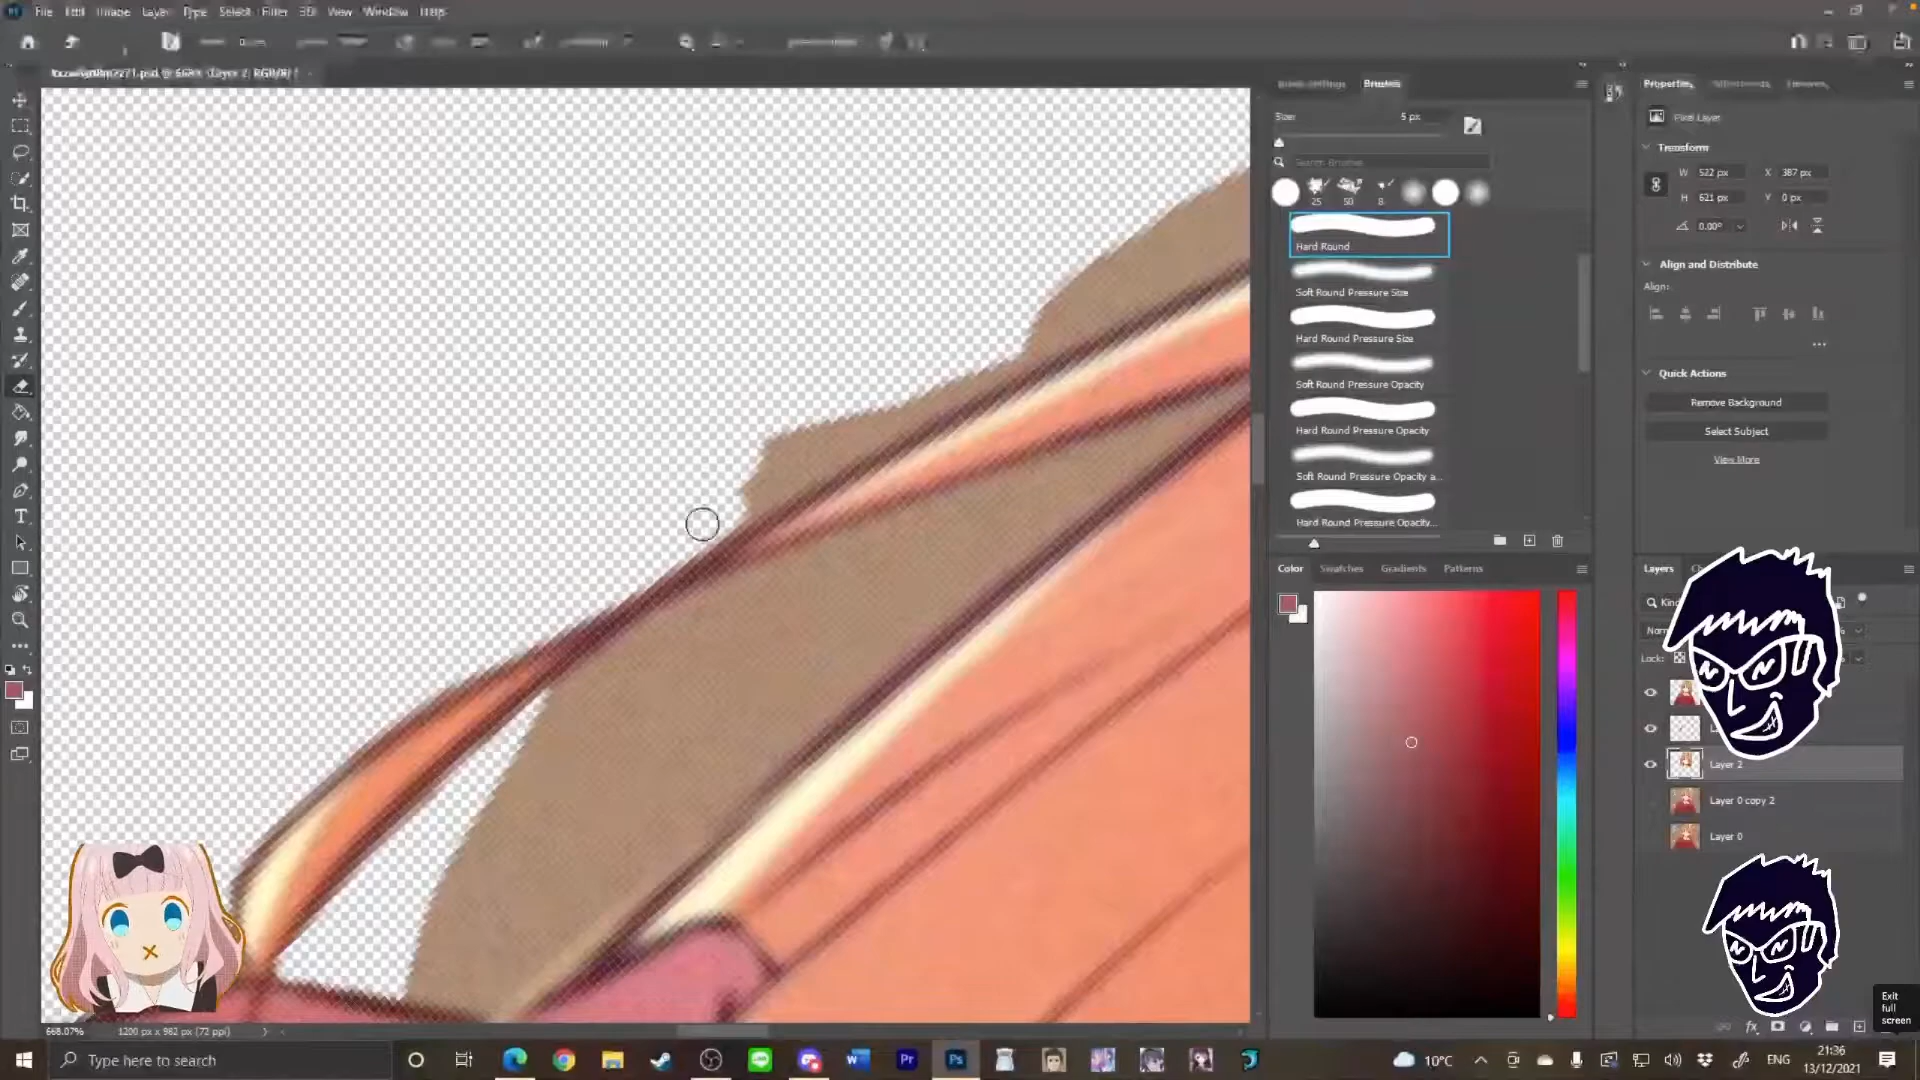 File Edit Image Layer Type Select Filter 3D View Window Help
Brushes
Properties
Size: 5 px
Pixel Layer
Search Brushes
Transform
W 522 px X 387 px
H 621 px Y 0 px
25 50 8
0.00°
Hard Round
Soft Round Pressure Size
Hard Round Pressure Size
Soft Round Pressure Opacity
Hard Round Pressure Opacity
Soft Round Pressure Opacity a...
Hard Round Pressure Opacity...
Align and Distribute
Align:
Quick Actions
Remove Background
Select Subject
View More
Color Swatches Gradients Patterns
Layers
Lock:
Layer 2
Layer 0 copy 2
Layer 0
Exit
full
screen
668.07% 1200 px x 982 px (72 ppi)
Type here to search
10°C
ENG
21:36
13/12/2021